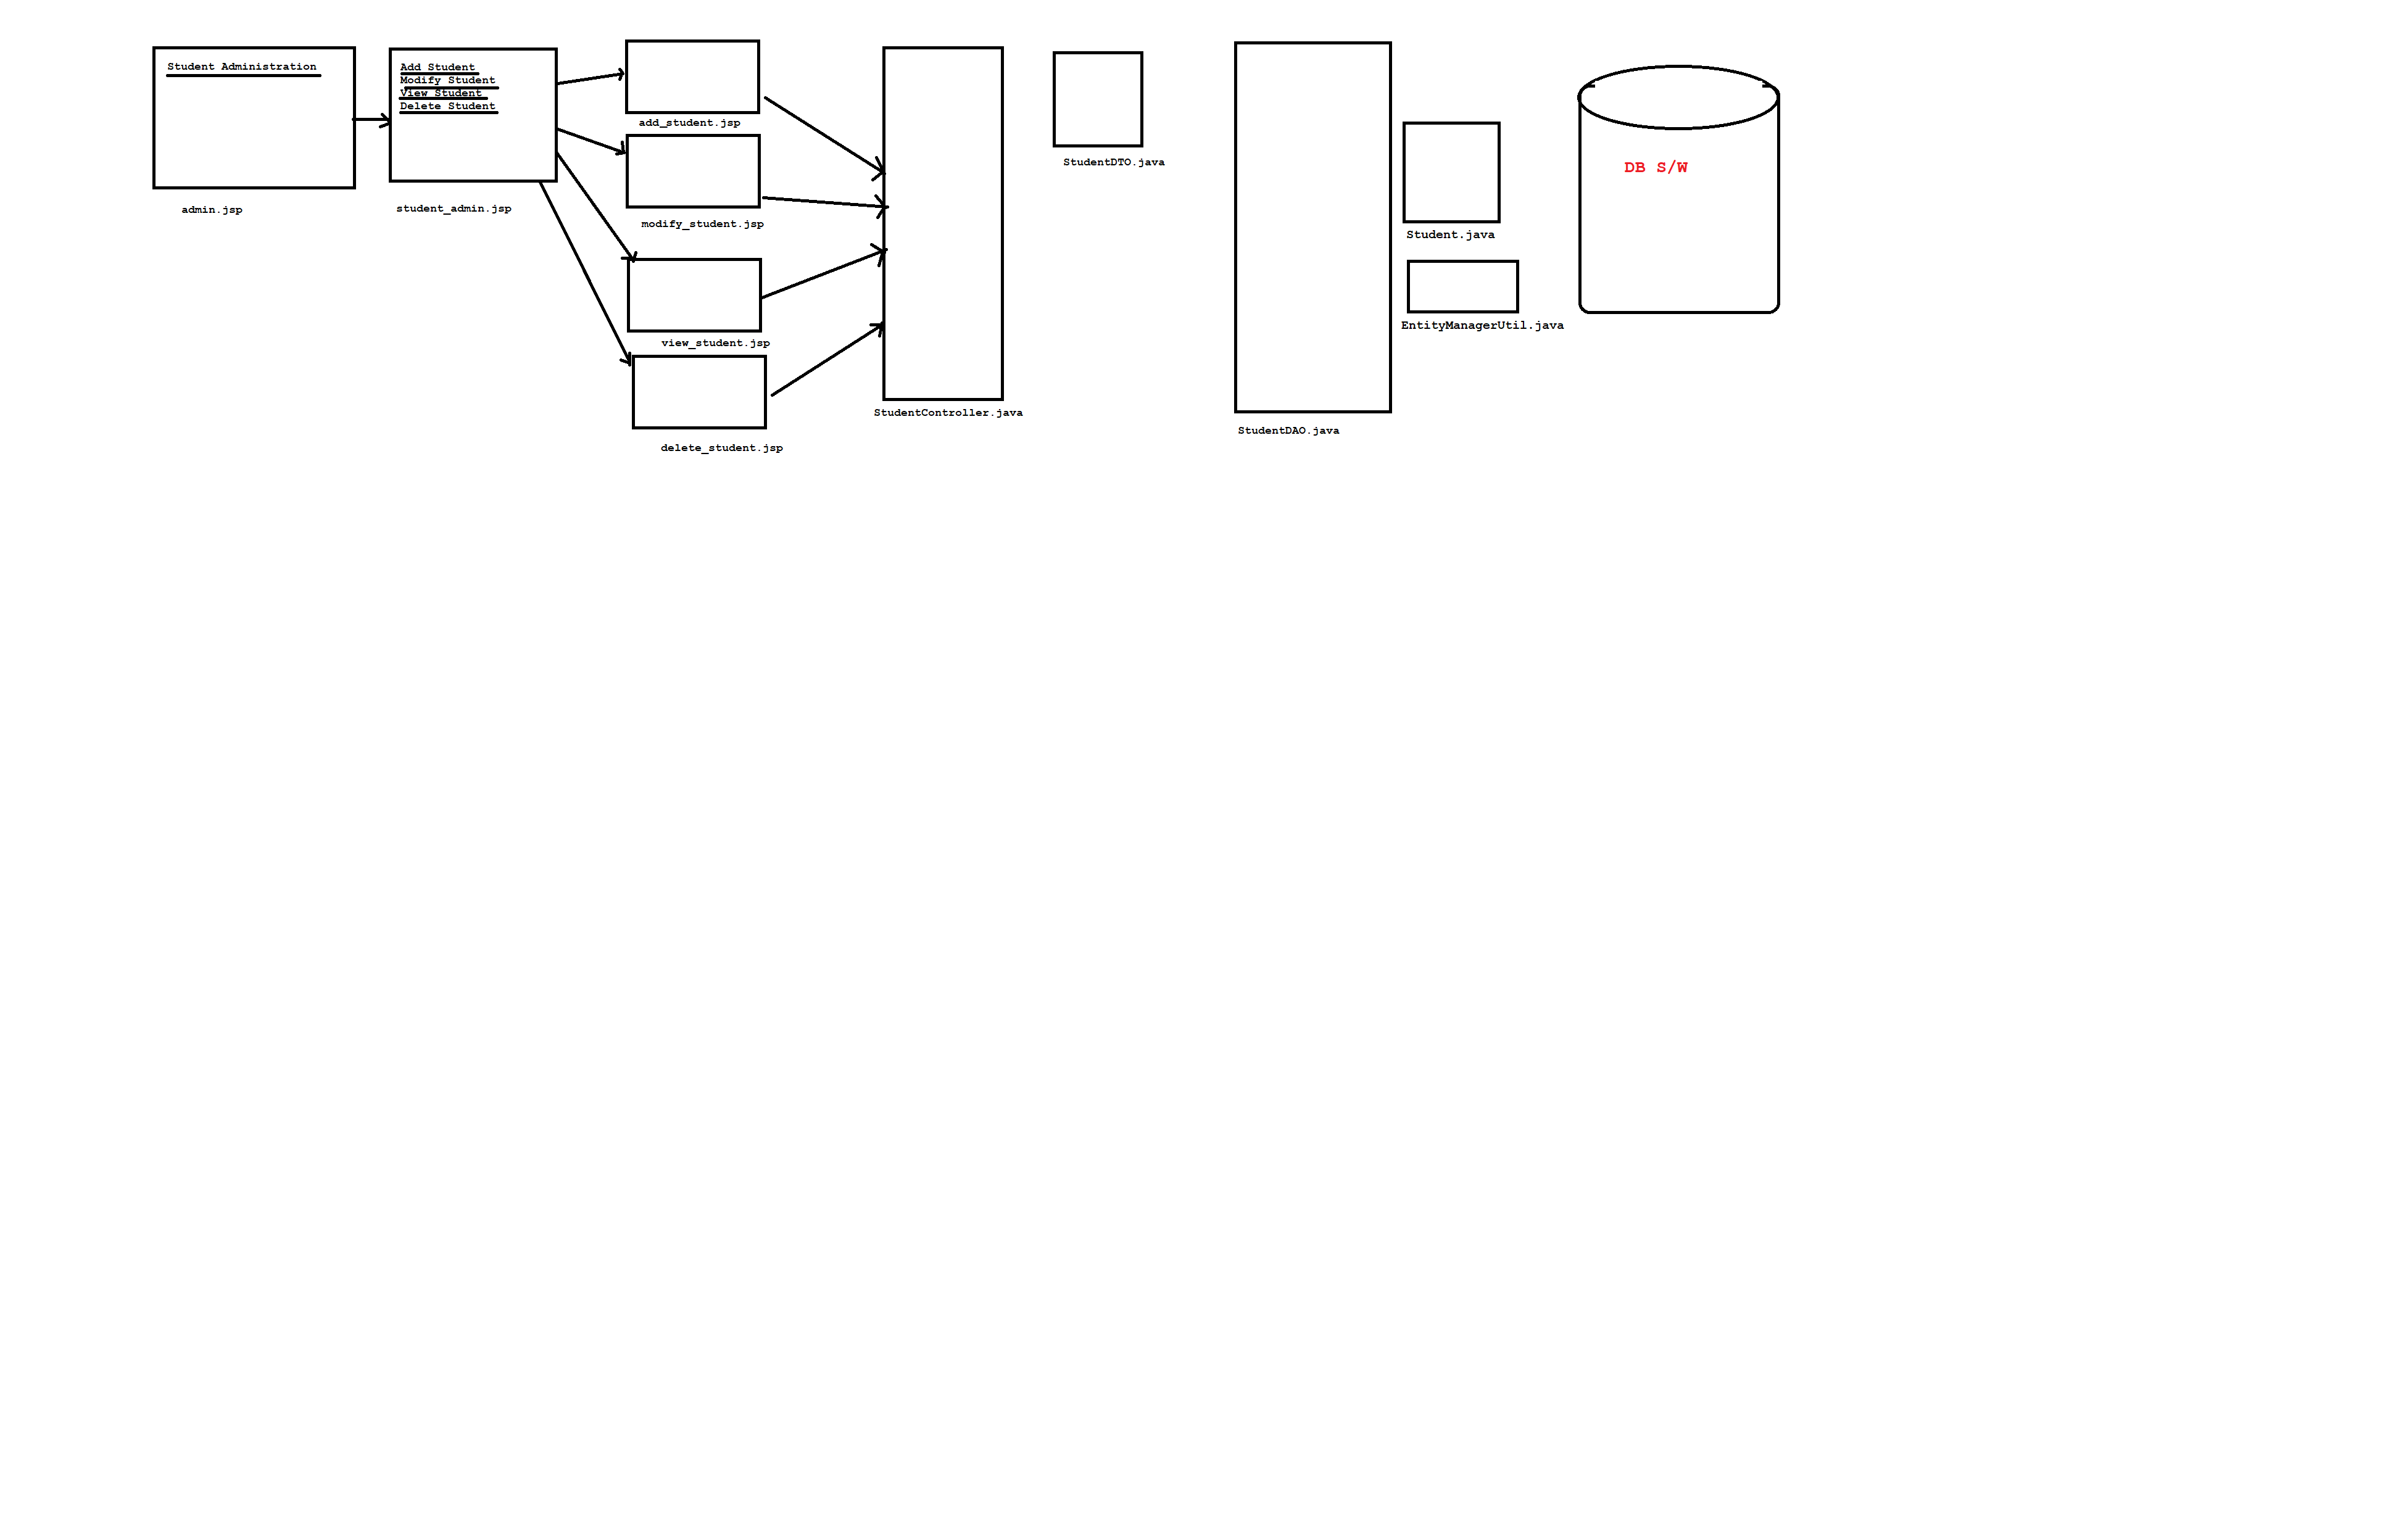 Student Administration
admin.jsp
Add Student
Modify Student
View Student
Delete Student
student_admin.jsp
add_student.jsp
modify_student.jsp
view_student.jsp
delete_student.jsp
StudentController.java
StudentDTO.java
StudentDAO.java
Student.java
EntityManagerUtil.java
DB S/W